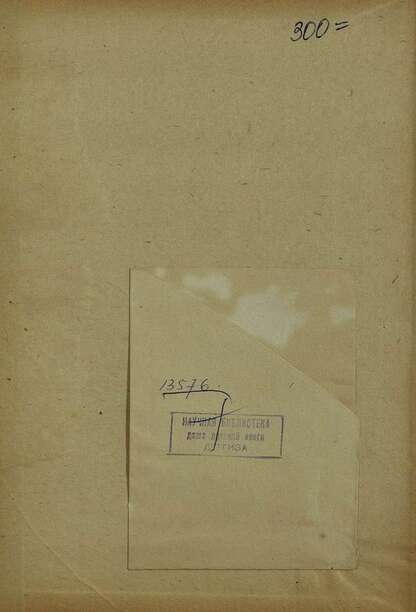 300=
13576.
НАУЧНАЯ БИБЛИОТЕКА
дома детской книги
ДЕТГИЗА